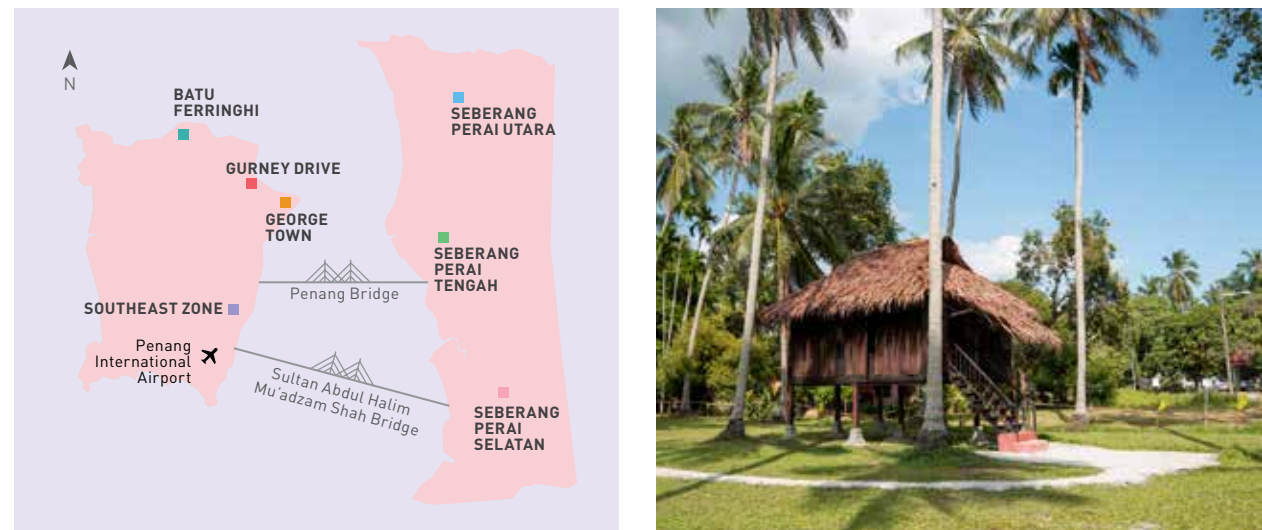 N
BATU
FERRINGHI
SEBERANG
PERAI UTARA
GURNEY DRIVE
GEORGE
TOWN
SEBERANG
PERAI
TENGAH
Penang Bridge
SOUTHEAST ZONE
Penang
International
Airport
Sultan Abdul Halim
Mu'adzam Shah Bridge
SEBERANG
PERAI
SELATAN